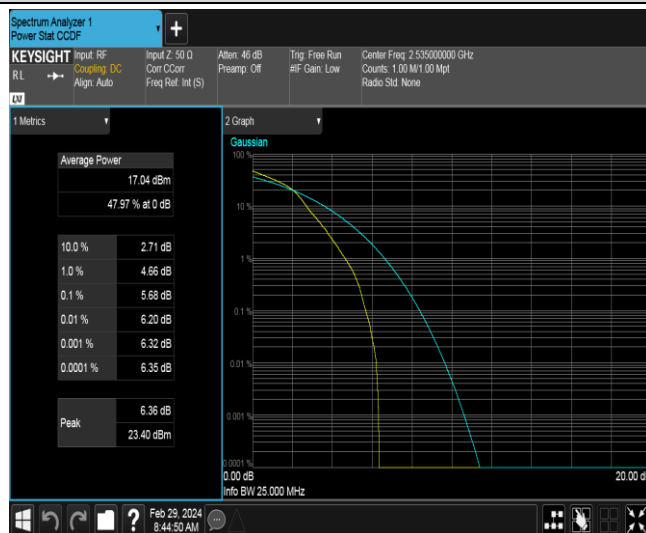 Spectrum Analyzer 1
Power Stat CCDF
+
KEYSIGHT
RL
LXI
Input: RF
Coupling: DC
Align: Auto
Input Z: 50 Ω
Corr CCorr
Freq Ref: Int (S)
Atten: 46 dB
Preamp: Off
Trig: Free Run
#IF Gain: Low
Center Freq: 2.535000000 GHz
Counts: 1.00 M/1.00 Mpt
Radio Std: None
1 Metrics
Average Power
17.04 dBm
47.97 % at 0 dB
10.0 % 2.71 dB
1.0 % 4.66 dB
0.1 % 5.68 dB
0.01 % 6.20 dB
0.001 % 6.32 dB
0.0001 % 6.35 dB
Peak
6.36 dB
23.40 dBm
2 Graph
Gaussian
100 %
10 %
1 %
0.1 %
0.01 %
0.001 %
0.0001 %
0.00 dB
20.00 d
Info BW 25.000 MHz
?
Feb 29, 2024
8:44:50 AM